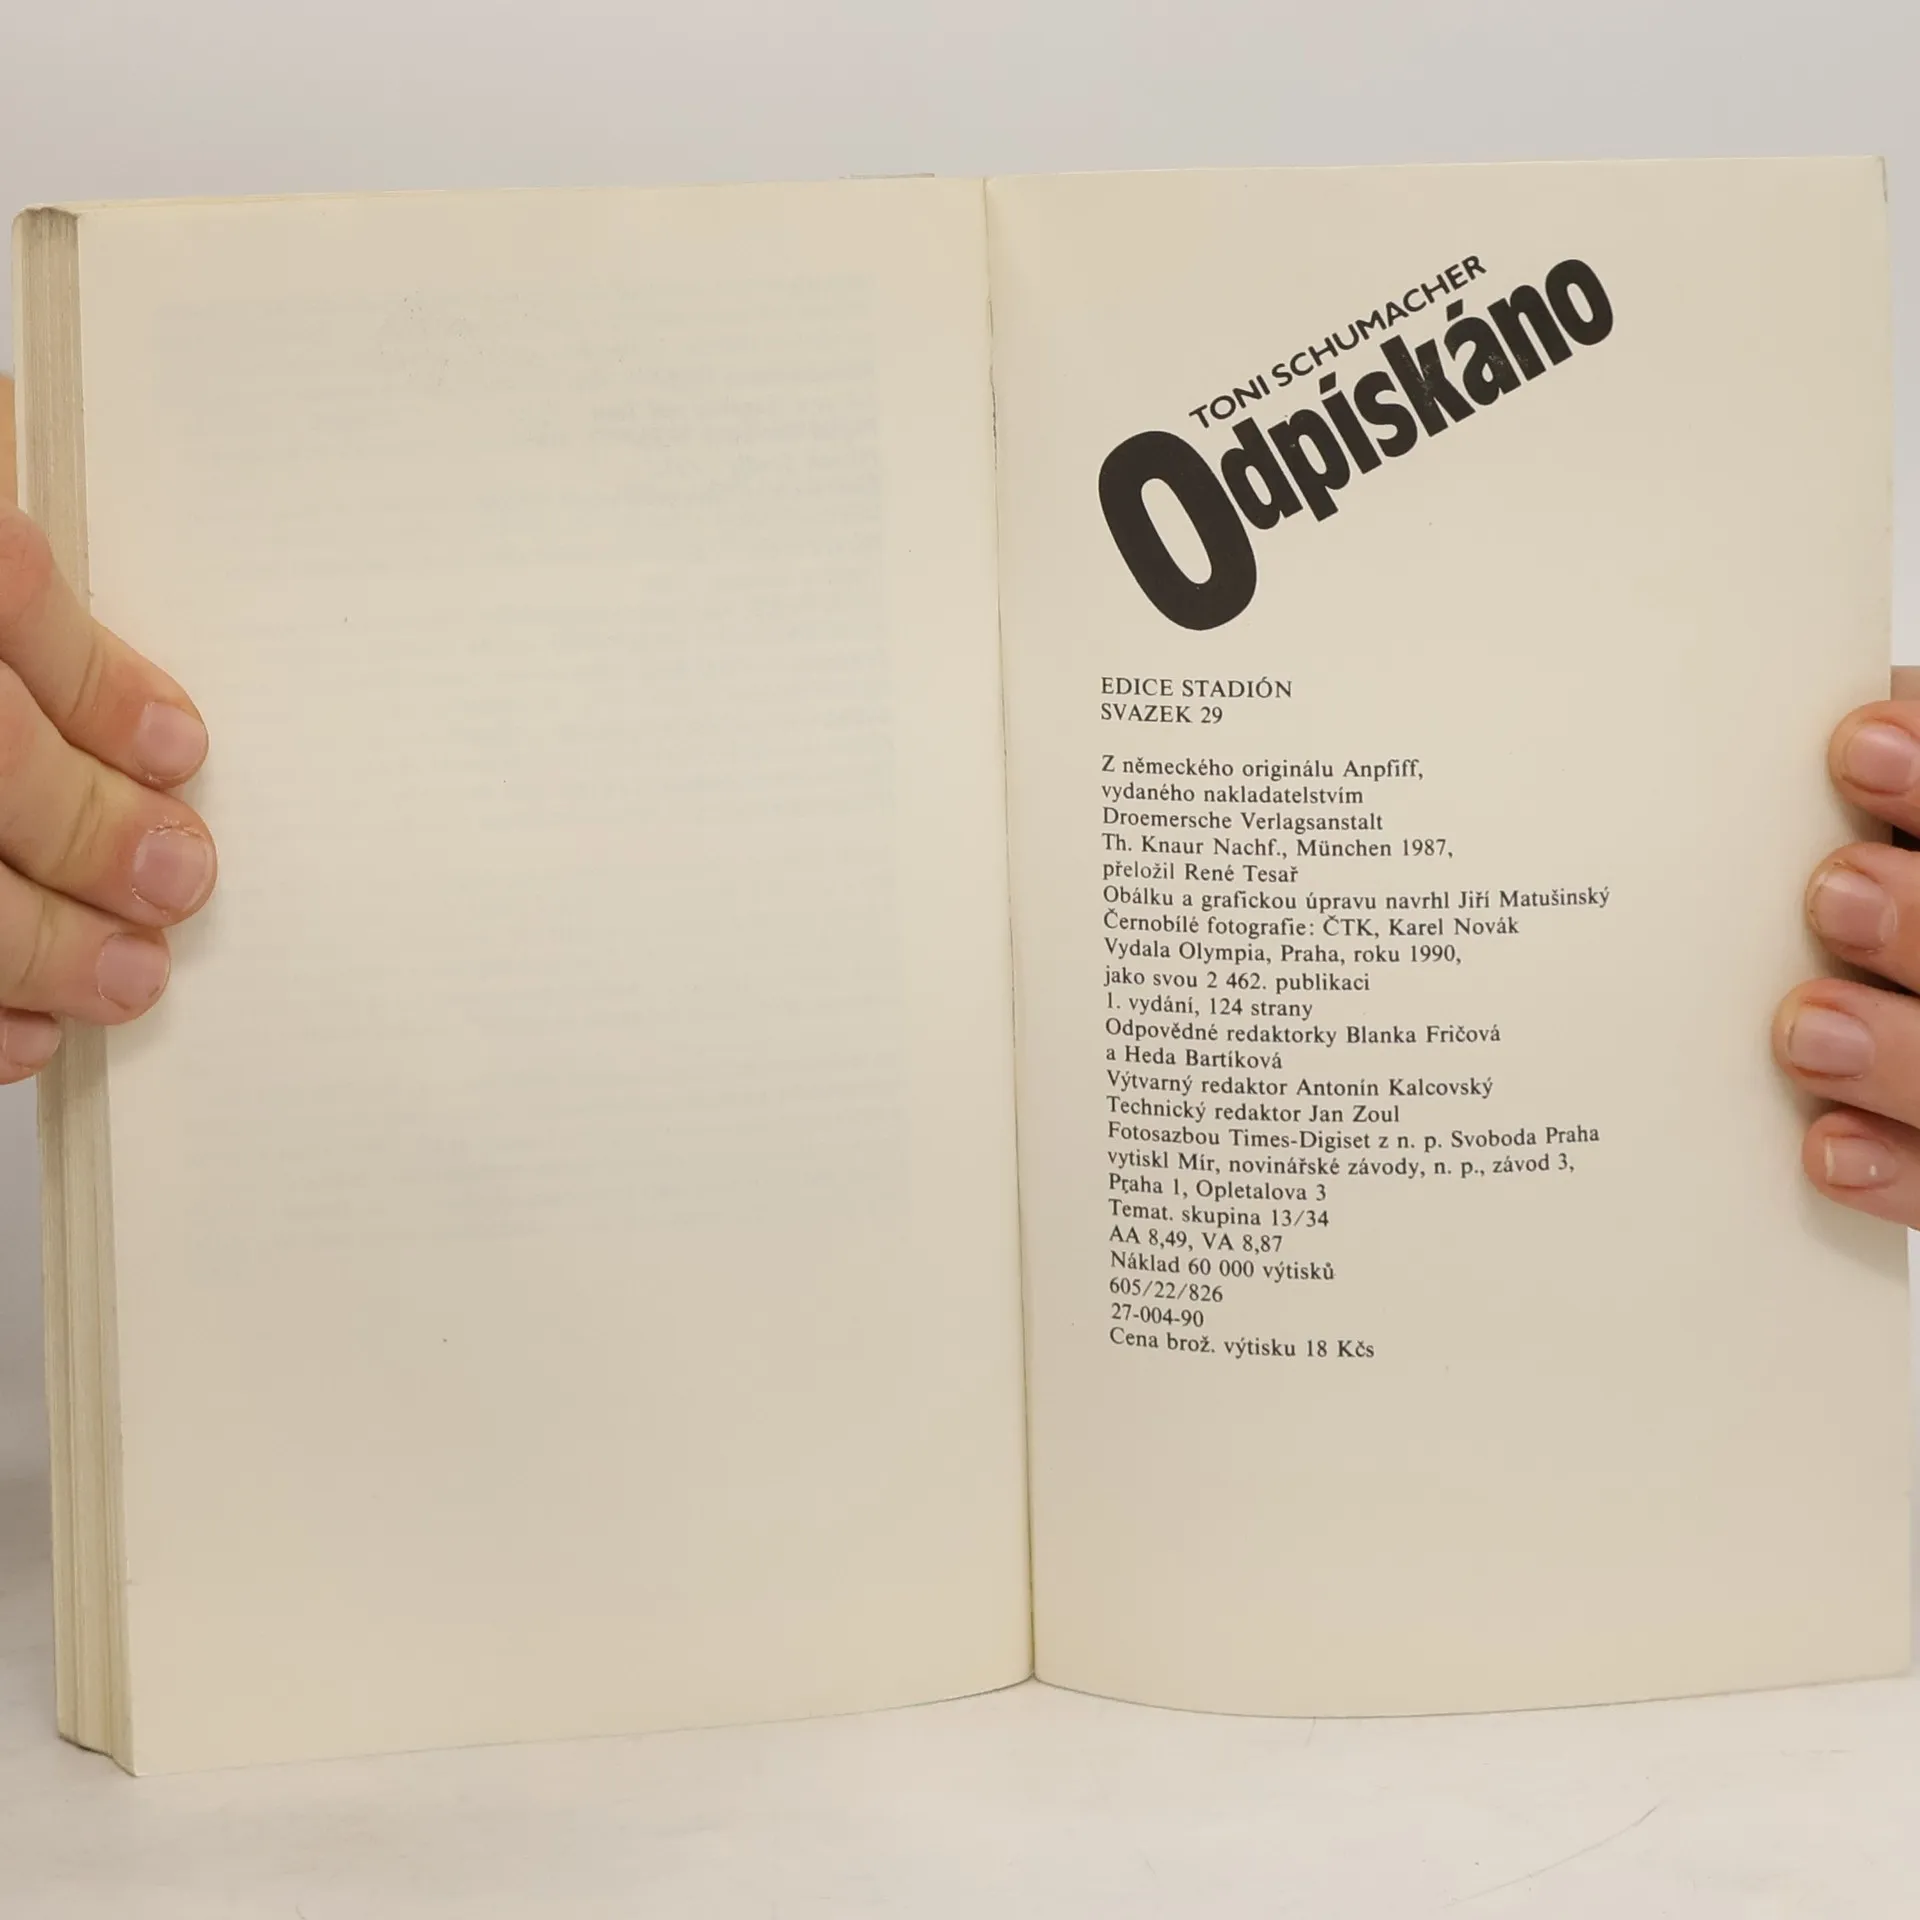 TONI SCHUMACHER
Odpískáno
EDICE STADIÓN
SVAZEK 29
Z německého originálu Anpfiff,
vydaného nakladatelstvím
Droemersche Verlagsanstalt
Th. Knaur Nachf., München 1987,
přeložil René Tesař
Obálku a grafickou úpravu navrhl Jiří Matušinský
Černobílé fotografie: ČTK, Karel Novák
Vydala Olympia, Praha, roku 1990,
jako svou 2 462. publikaci
1. vydání, 124 strany
Odpovědné redaktorky Blanka Fričová
a Heda Bartíková
Výtvarný redaktor Antonín Kalcovský
Technický redaktor Jan Zoul
Fotosazbou Times-Digiset z n. p. Svoboda Praha
vytiskl Mír, novinářské závody, n. p., závod 3,
Praha 1, Opletalova 3
Temat. skupina 13/34
AA 8,49, VA 8,87
Náklad 60 000 výtisků
605/22/826
27-004-90
Cena brož. výtisku 18 Kčs